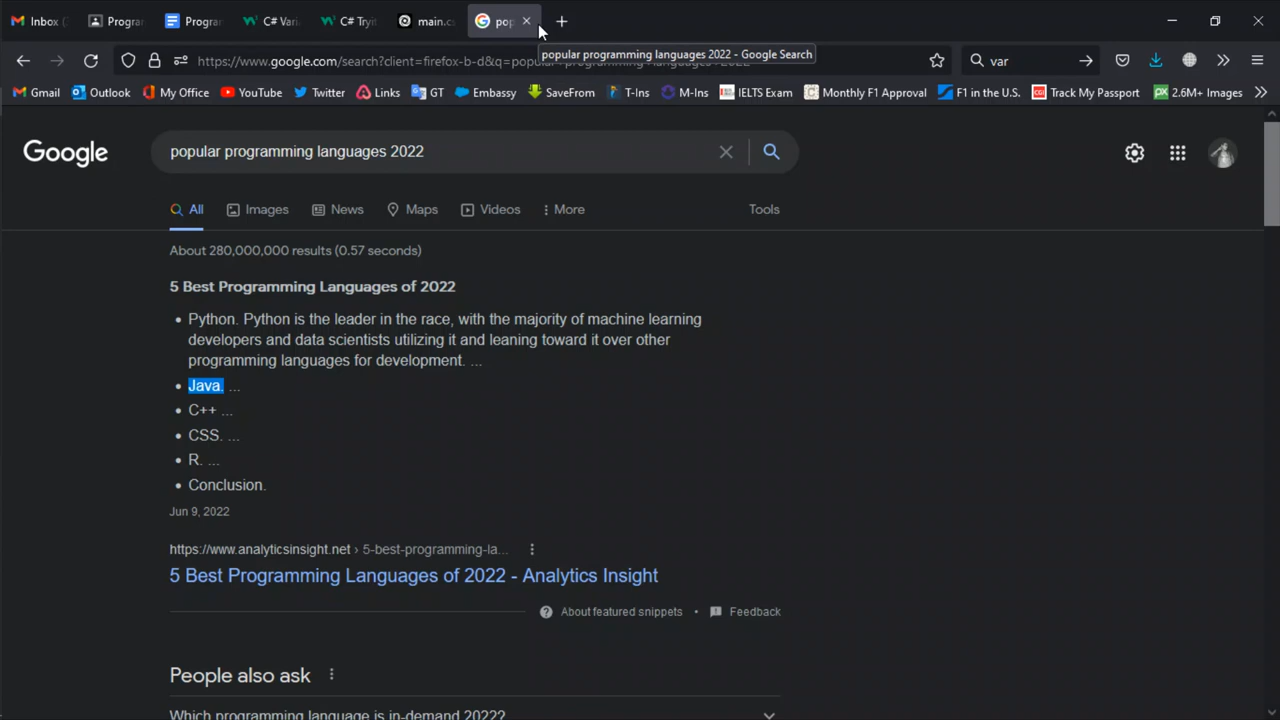 Inbox (
Program
Progra
C# Vari
C# Tryit
main.cs
pop
popular programming languages 2022 - Google Search
https://www.google.com/search?client=firefox-b-d&q=popular+programming+languages+2022
var
Gmail
Outlook
My Office
YouTube
Twitter
Links
GT
Embassy
SaveFrom
T-Ins
M-Ins
IELTS Exam
Monthly F1 Approval
F1 in the U.S.
Track My Passport
2.6M+ Images
Google
popular programming languages 2022
All
Images
News
Maps
Videos
More
Tools
About 280,000,000 results (0.57 seconds)
5 Best Programming Languages of 2022
• Python. Python is the leader in the race, with the majority of machine learning
developers and data scientists utilizing it and leaning toward it over other
programming languages for development. ...
• Java. ...
• C++ ...
• CSS. ...
• R. ...
• Conclusion.
Jun 9, 2022
https://www.analyticsinsight.net › 5-best-programming-la...
5 Best Programming Languages of 2022 - Analytics Insight
About featured snippets • Feedback
People also ask
Which programming language is in-demand 2022?